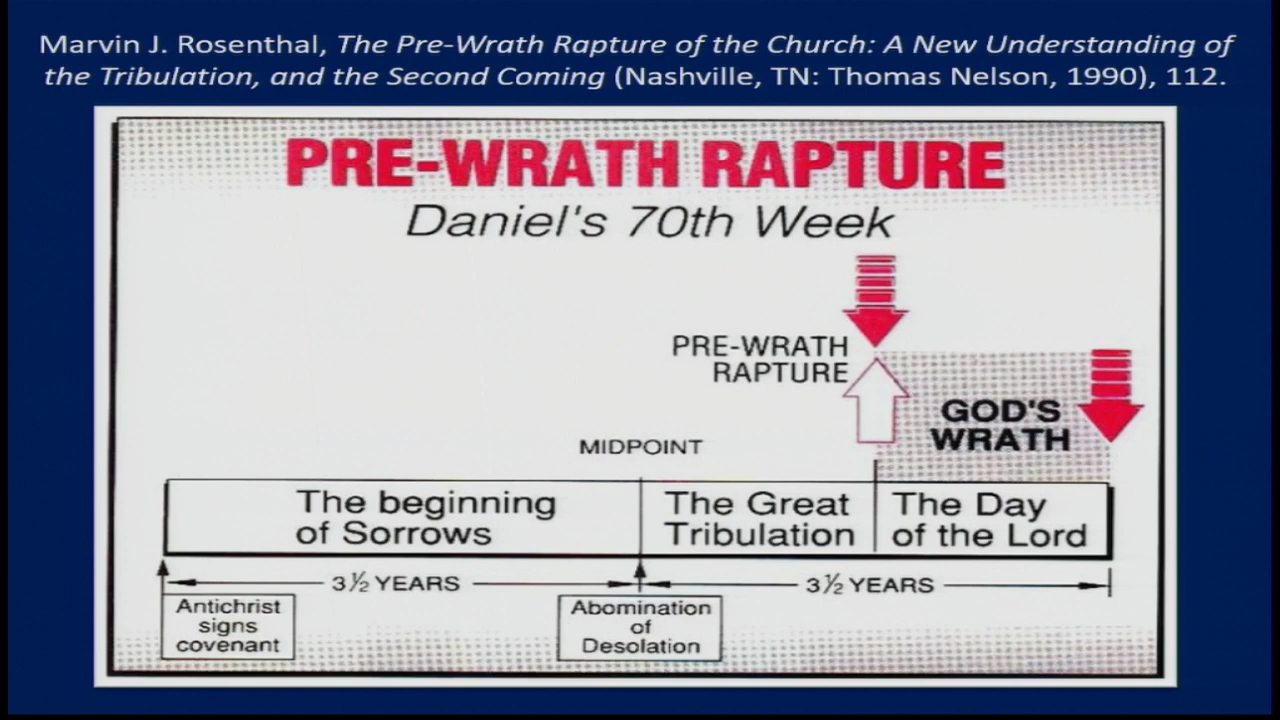 Marvin J. Rosenthal, The Pre-Wrath Rapture of the Church: A New Understanding of
the Tribulation, and the Second Coming (Nashville, TN: Thomas Nelson, 1990), 112.
PRE-WRATH RAPTURE
Daniel's 70th Week
PRE-WRATH
RAPTURE
GOD'S
WRATH
MIDPOINT
The beginning
of Sorrows
The Great
Tribulation
The Day
of the Lord
3½ YEARS
3½ YEARS
Antichrist
signs
covenant
Abomination
of
Desolation